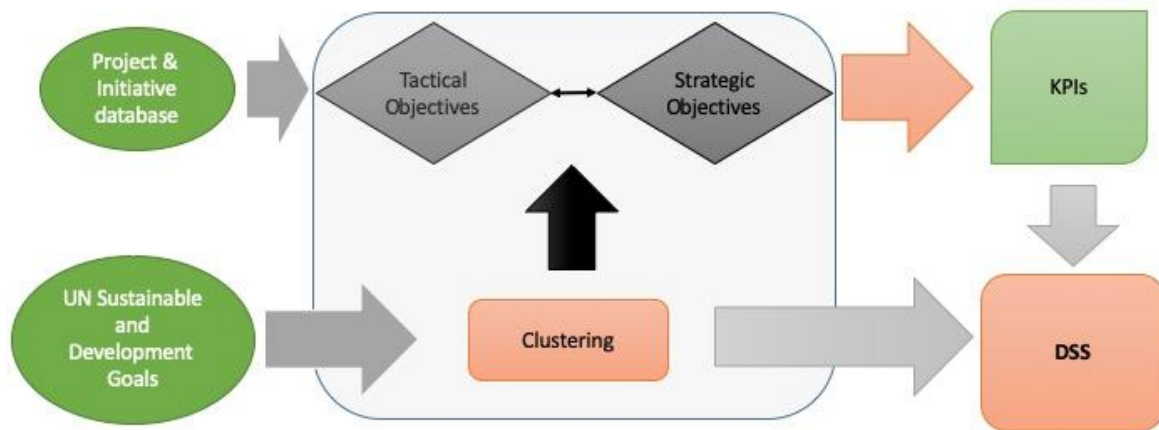 Project &
Initiative
database
Tactical
Objectives
Strategic
Objectives
KPIs
UN Sustainable
and
Development
Goals
Clustering
DSS